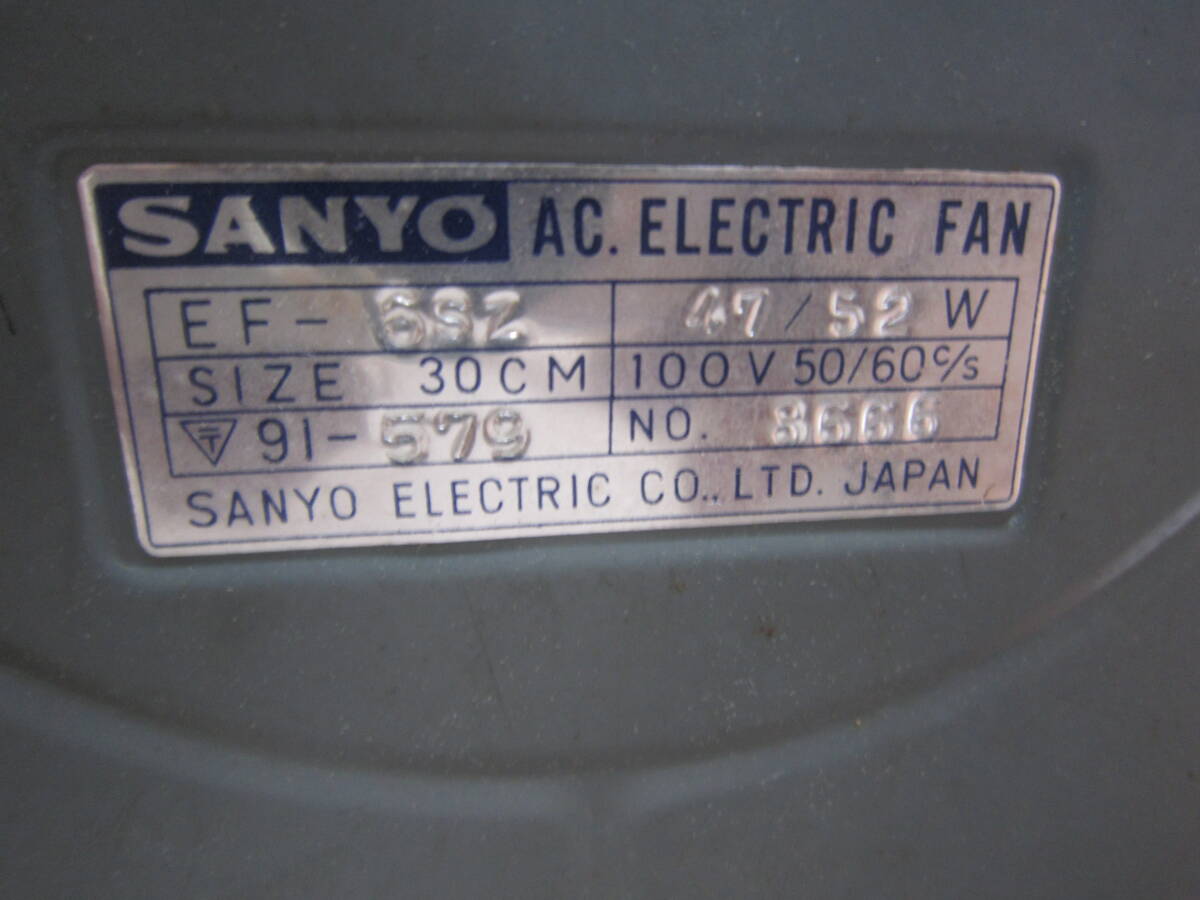 SANYO AC. ELECTRIC FAN
EF-6SZ 47/52 W
SIZE 30CM 100V 50/60c/s
〒 91-579 NO. 8666
SANYO ELECTRIC CO., LTD. JAPAN